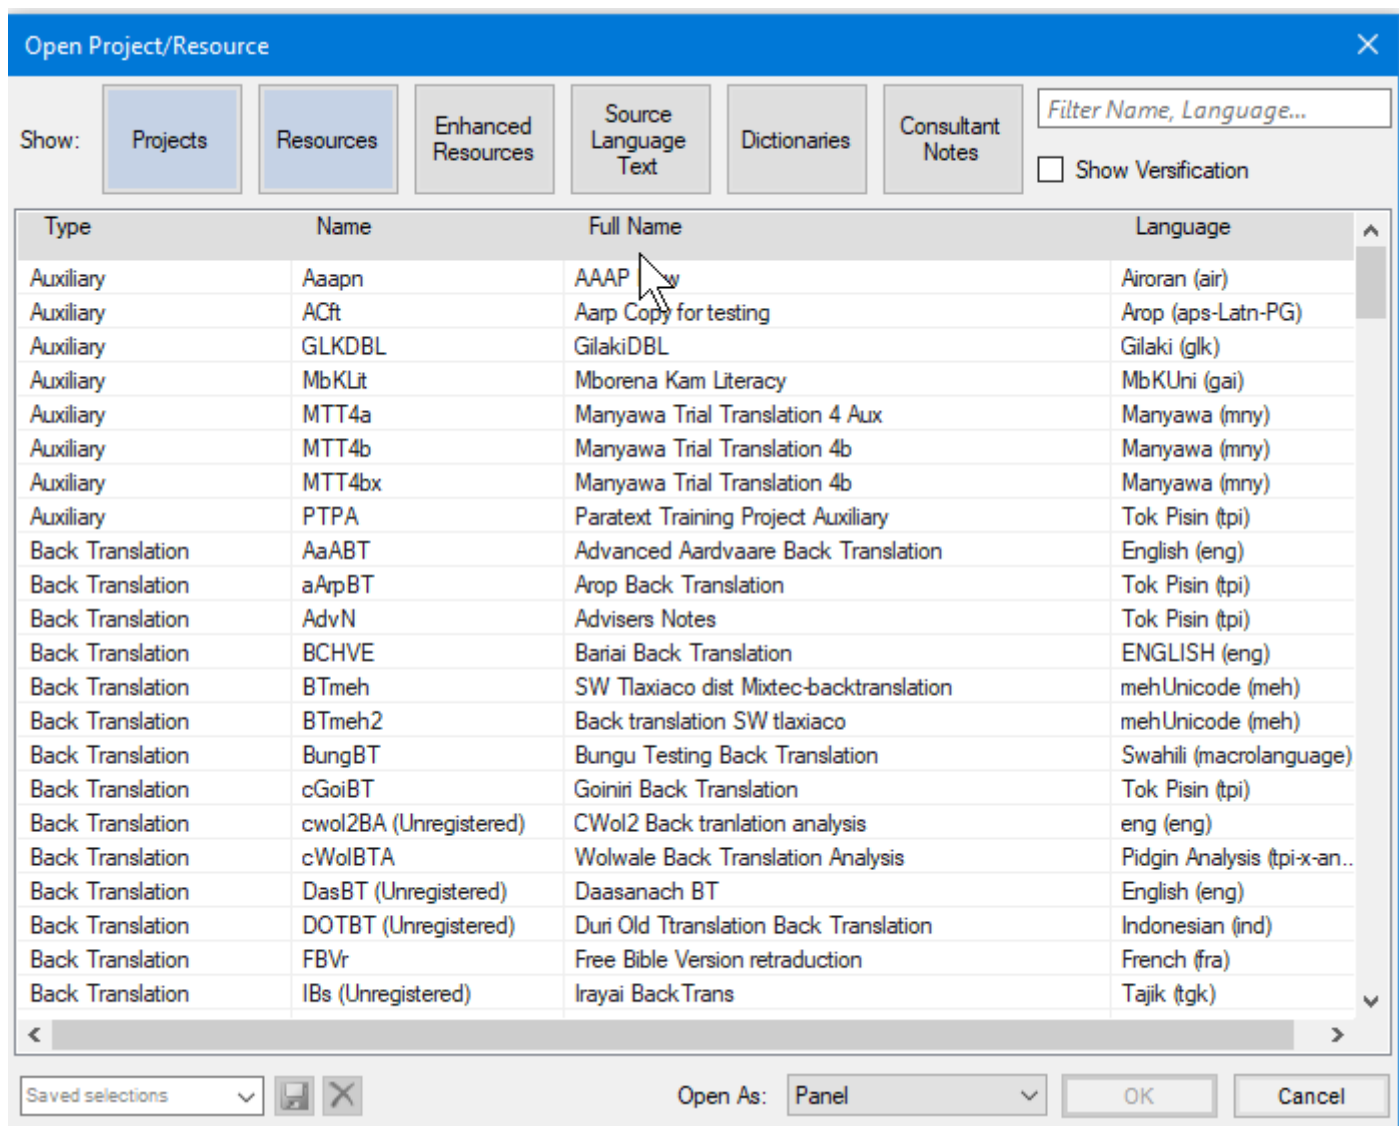 Open Project/Resource
Show: Projects Resources Enhanced Resources Source Language Text Dictionaries Consultant Notes Filter Name, Language...
Show Versification
Type Name Full Name Language
Auxiliary Aaapn AAAP Airoran (air)
Auxiliary ACft Aarp Copy for testing Arop (aps-Latn-PG)
Auxiliary GLKDBL GilakiDBL Gilaki (glk)
Auxiliary MbKLit Mborena Kam Literacy MbKUni (gai)
Auxiliary MTT4a Manyawa Trial Translation 4 Aux Manyawa (mny)
Auxiliary MTT4b Manyawa Trial Translation 4b Manyawa (mny)
Auxiliary MTT4bx Manyawa Trial Translation 4b Manyawa (mny)
Auxiliary PTPA Paratext Training Project Auxiliary Tok Pisin (tpi)
Back Translation AaABT Advanced Aardvaare Back Translation English (eng)
Back Translation aArpBT Arop Back Translation Tok Pisin (tpi)
Back Translation AdvN Advisers Notes Tok Pisin (tpi)
Back Translation BCHVE Bariai Back Translation ENGLISH (eng)
Back Translation BTmeh SW Tlaxiaco dist Mixtec-backtranslation mehUnicode (meh)
Back Translation BTmeh2 Back translation SW tlaxiaco mehUnicode (meh)
Back Translation BungBT Bungu Testing Back Translation Swahili (macrolanguage)
Back Translation cGoiBT Goiniri Back Translation Tok Pisin (tpi)
Back Translation cwol2BA (Unregistered) CWol2 Back tranlation analysis eng (eng)
Back Translation cWolBTA Wolwale Back Translation Analysis Pidgin Analysis (tpi-x-an..
Back Translation DasBT (Unregistered) Daasanach BT English (eng)
Back Translation DOTBT (Unregistered) Duri Old Ttranslation Back Translation Indonesian (ind)
Back Translation FBVr Free Bible Version retraduction French (fra)
Back Translation IBs (Unregistered) Irayai BackTrans Tajik (tgk)
Saved selections Open As: Panel OK Cancel